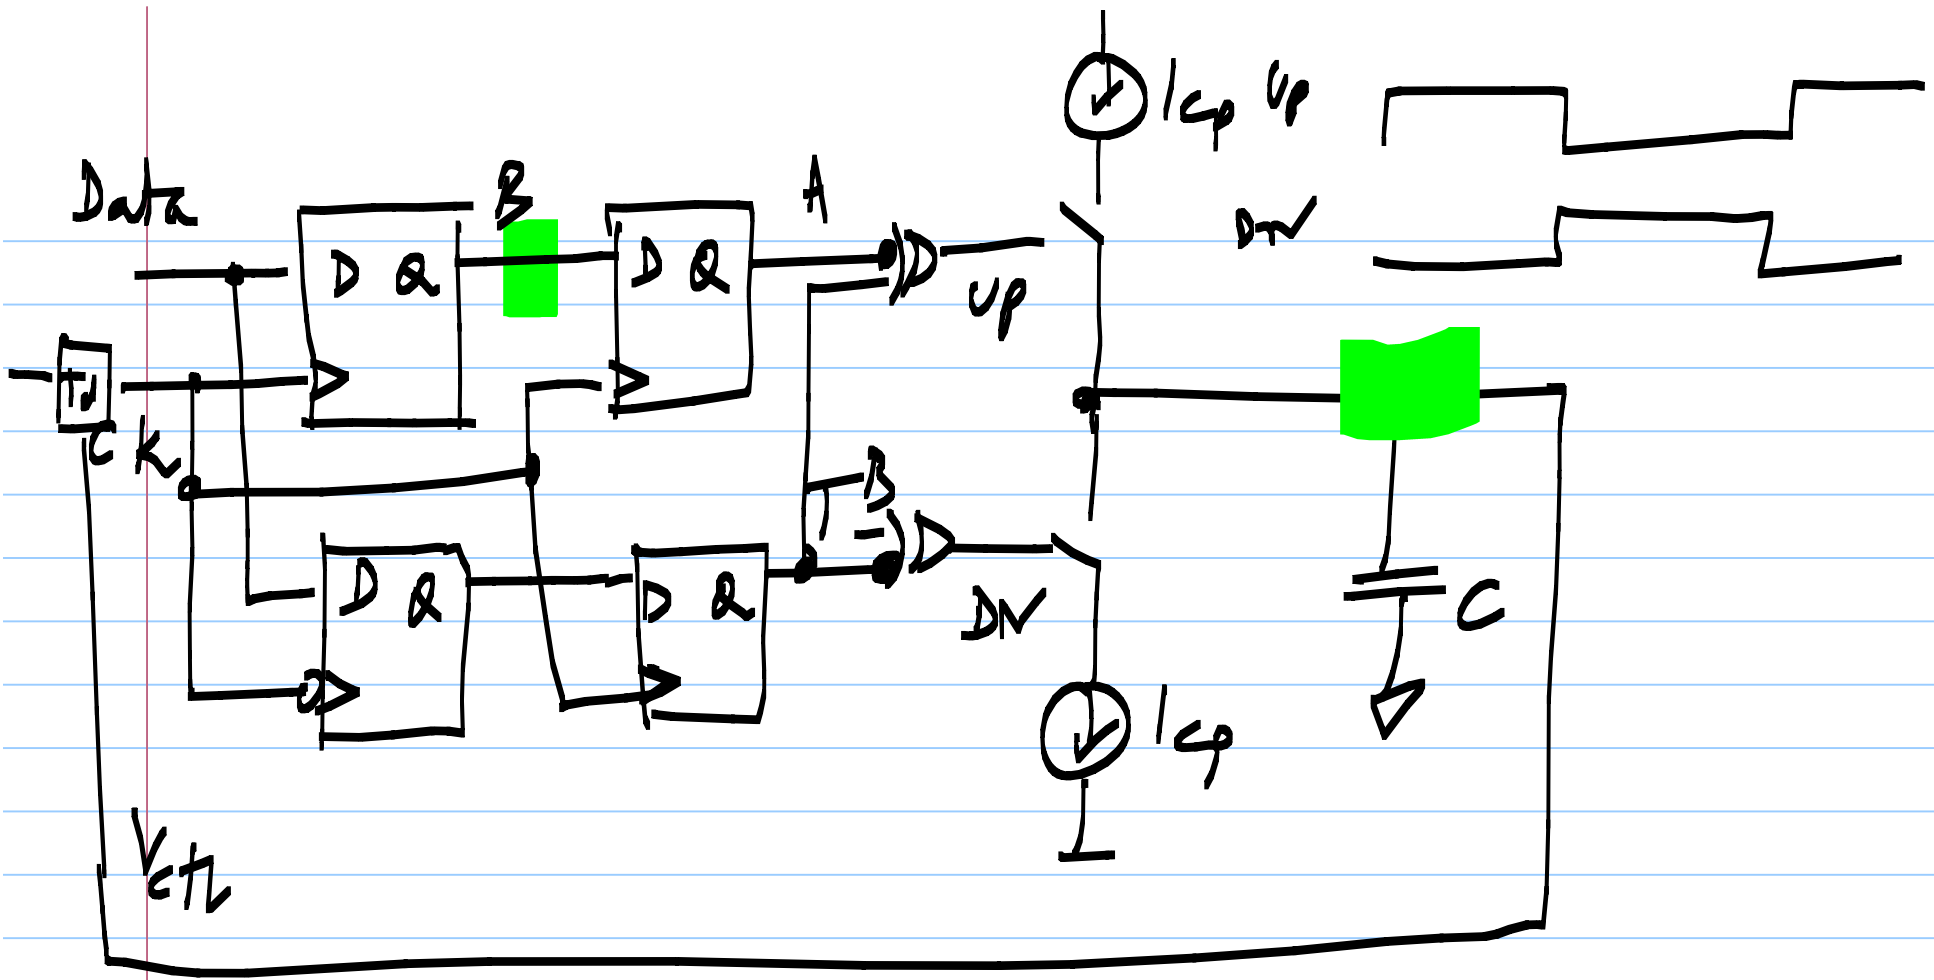 Icp Up
Data B A
D Q D Q
DN
UP
Td
Ck
B
D Q D Q
DN
C
Icp
Vctl